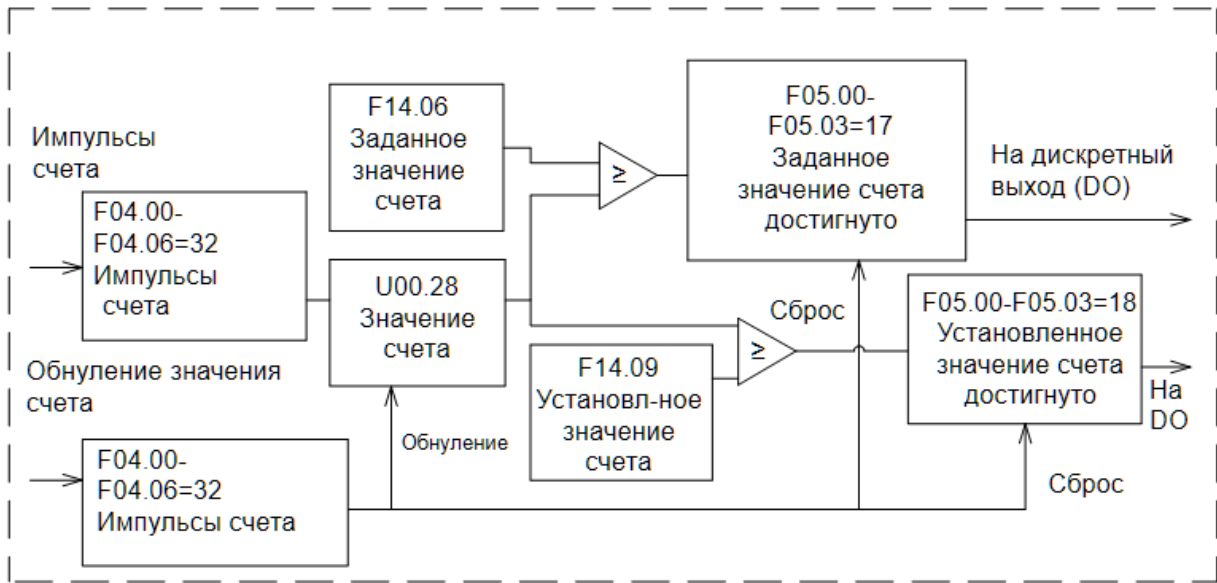 Импульсы
счета
F04.00-
F04.06=32
Импульсы
счета
F14.06
Заданное
значение
счета
≥
F05.00-
F05.03=17
Заданное
значение счета
достигнуто
На дискретный
выход (DO)
U00.28
Значение
счета
Сброс
≥
F14.09
Установл-ное
значение
счета
F05.00-F05.03=18
Установленное
значение счета
достигнуто
На
DO
Обнуление значения
счета
F04.00-
F04.06=32
Импульсы счета
Обнуление
Сброс